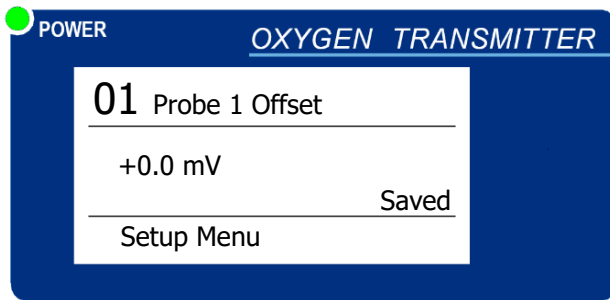 POWER
OXYGEN TRANSMITTER
01 Probe 1 Offset
+0.0 mV
Saved
Setup Menu